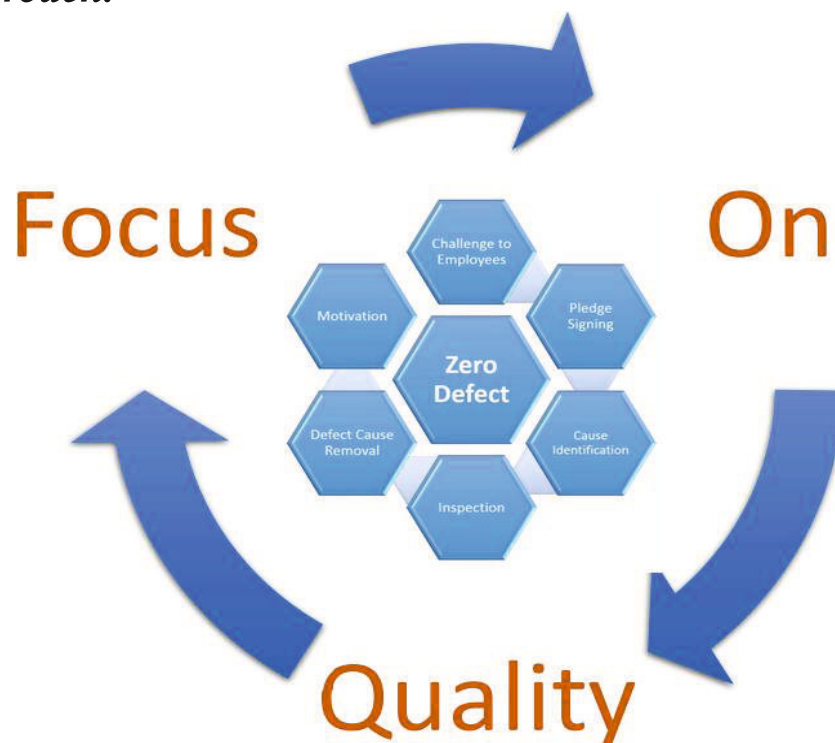 Focus
On
Challenge to
Employees
Motivation
Pledge
Signing
Zero
Defect
Defect Cause
Removal
Cause
Identification
Inspection
Quality